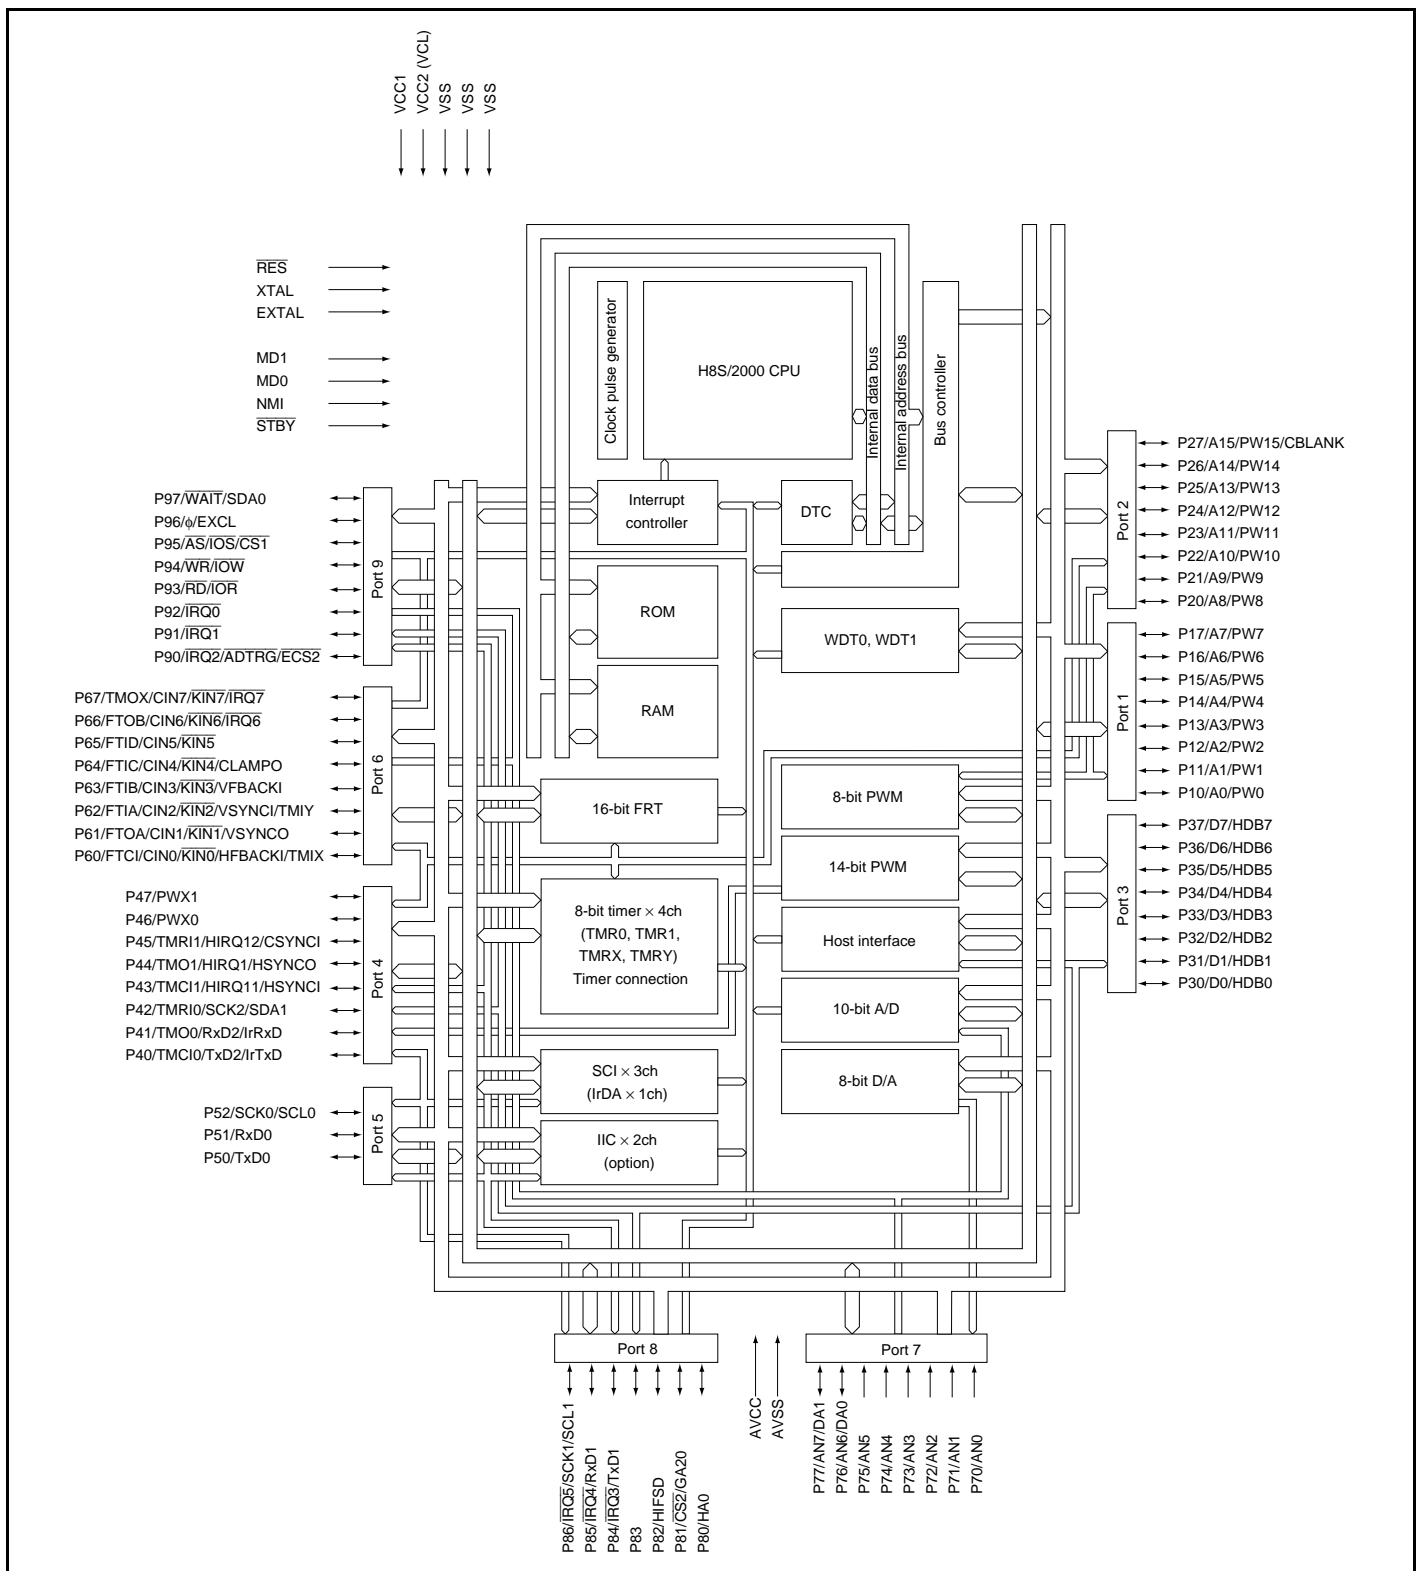 VCC1
VCC2 (VCL)
VSS
VSS
VSS
RES
XTAL
EXTAL
MD1
MD0
NMI
STBY
Clock pulse generator
H8S/2000 CPU
Internal data bus
Internal address bus
Bus controller
Interrupt
controller
DTC
ROM
RAM
WDT0, WDT1
16-bit FRT
8-bit PWM
14-bit PWM
8-bit timer × 4ch
(TMR0, TMR1,
TMRX, TMRY)
Timer connection
Host interface
10-bit A/D
SCI × 3ch
(IrDA × 1ch)
8-bit D/A
IIC × 2ch
(option)
Port 9
P97/WAIT/SDA0
P96/φ/EXCL
P95/AS/IOS/CS1
P94/WR/IOW
P93/RD/IOR
P92/IRQ0
P91/IRQ1
P90/IRQ2/ADTRG/ECS2
Port 6
P67/TMOX/CIN7/KIN7/IRQ7
P66/FTOB/CIN6/KIN6/IRQ6
P65/FTID/CIN5/KIN5
P64/FTIC/CIN4/KIN4/CLAMPO
P63/FTIB/CIN3/KIN3/VFBACKI
P62/FTIA/CIN2/KIN2/VSYNCI/TMIY
P61/FTOA/CIN1/KIN1/VSYNCO
P60/FTCI/CIN0/KIN0/HFBACKI/TMIX
Port 4
P47/PWX1
P46/PWX0
P45/TMRI1/HIRQ12/CSYNCI
P44/TMO1/HIRQ1/HSYNCO
P43/TMCI1/HIRQ11/HSYNCI
P42/TMRI0/SCK2/SDA1
P41/TMO0/RxD2/IrRxD
P40/TMCI0/TxD2/IrTxD
Port 5
P52/SCK0/SCL0
P51/RxD0
P50/TxD0
Port 2
P27/A15/PW15/CBLANK
P26/A14/PW14
P25/A13/PW13
P24/A12/PW12
P23/A11/PW11
P22/A10/PW10
P21/A9/PW9
P20/A8/PW8
Port 1
P17/A7/PW7
P16/A6/PW6
P15/A5/PW5
P14/A4/PW4
P13/A3/PW3
P12/A2/PW2
P11/A1/PW1
P10/A0/PW0
Port 3
P37/D7/HDB7
P36/D6/HDB6
P35/D5/HDB5
P34/D4/HDB4
P33/D3/HDB3
P32/D2/HDB2
P31/D1/HDB1
P30/D0/HDB0
Port 8
P86/IRQ5/SCK1/SCL1
P85/IRQ4/RxD1
P84/IRQ3/TxD1
P83
P82/HIFSD
P81/CS2/GA20
P80/HA0
AVCC
AVSS
Port 7
P77/AN7/DA1
P76/AN6/DA0
P75/AN5
P74/AN4
P73/AN3
P72/AN2
P71/AN1
P70/AN0